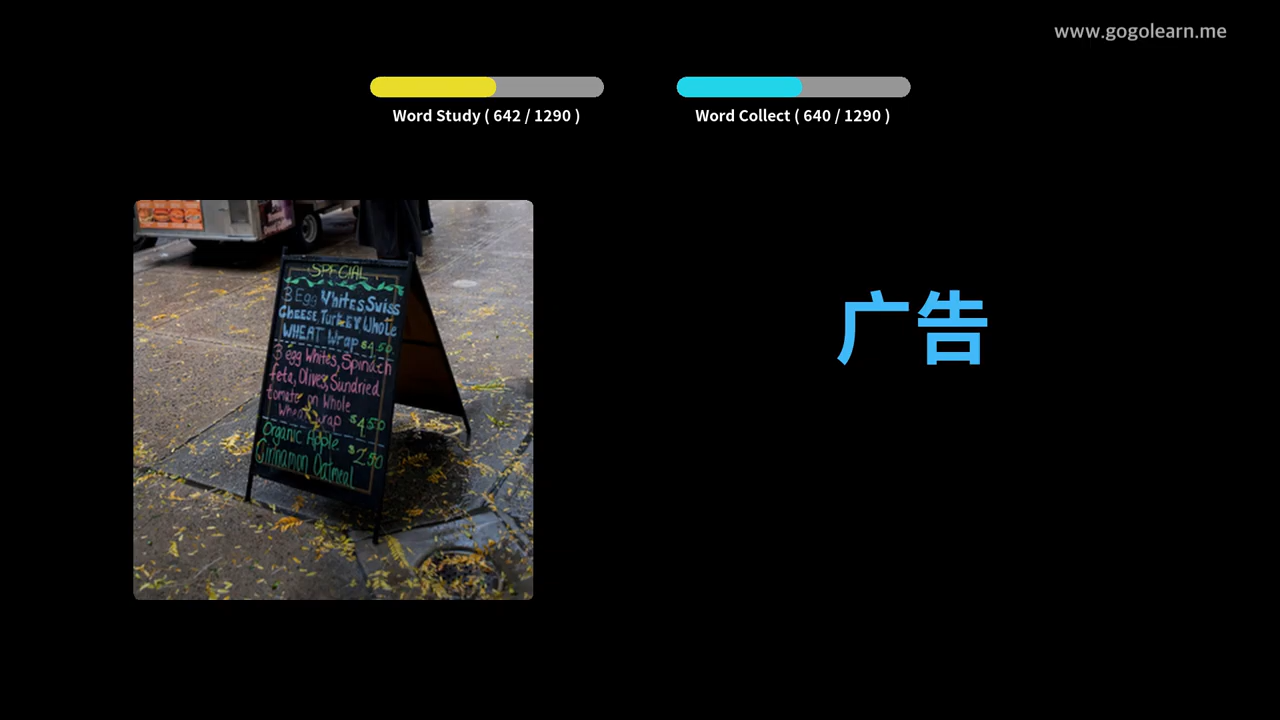 www.gogolearn.me
Word Study ( 642 / 1290 )
Word Collect ( 640 / 1290 )
SPECIAL
3 Egg Whites, Swiss
Cheese, Turkey Whole
WHEAT Wrap $4.50
3 egg Whites, Spinach
feta, Olives, Sundried
tomato on Whole
Wheat wrap $4.50
Organic Apple
Cinnamon Oatmeal $2.50
广告